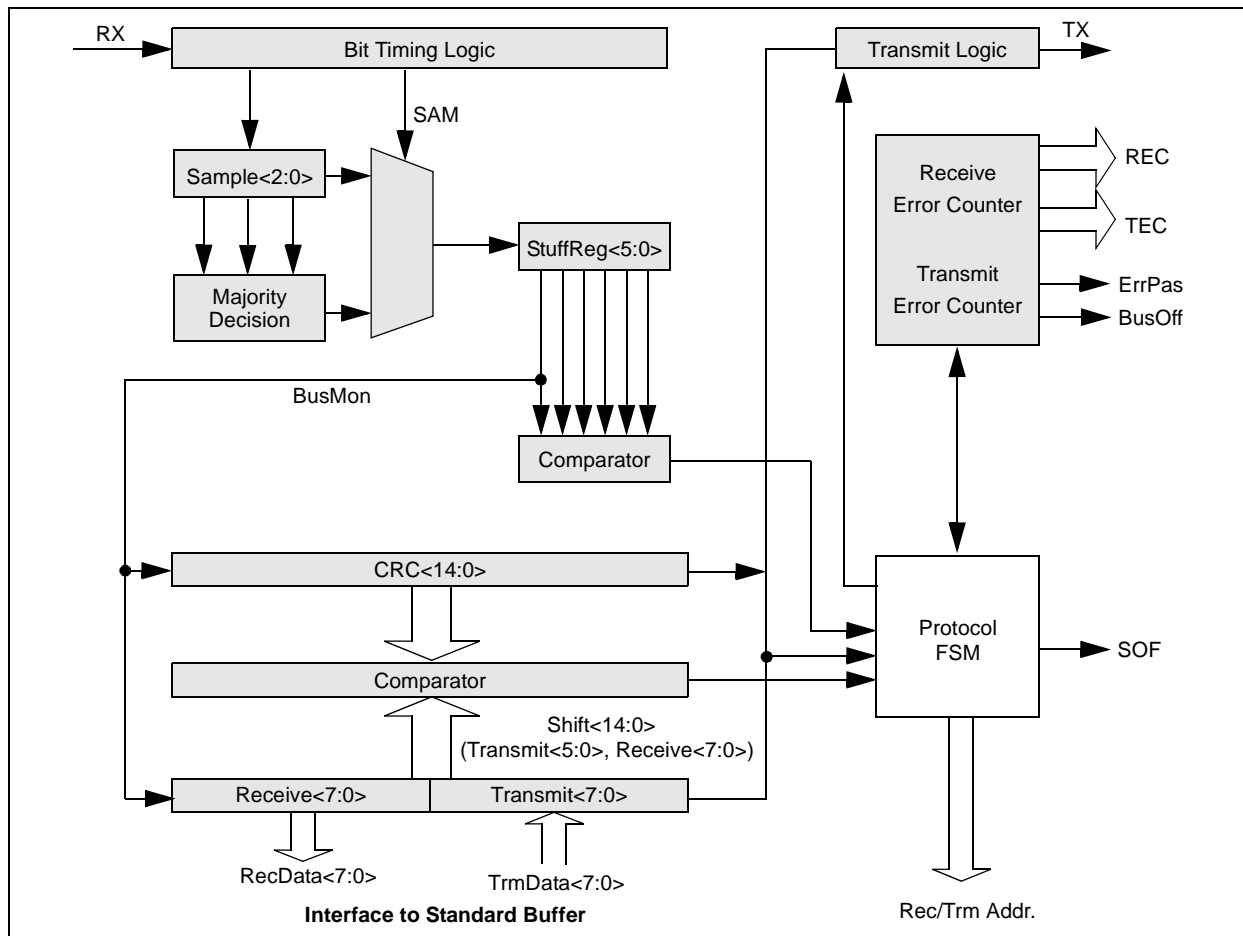 RX
Bit Timing Logic
Transmit Logic
TX
SAM
Sample<2:0>
Receive
Error Counter
REC
TEC
StuffReg<5:0>
Majority
Decision
Transmit
Error Counter
ErrPas
BusOff
BusMon
Comparator
CRC<14:0>
Protocol
FSM
SOF
Comparator
Shift<14:0>
(Transmit<5:0>, Receive<7:0>)
Receive<7:0>
Transmit<7:0>
RecData<7:0>
TrmData<7:0>
Interface to Standard Buffer
Rec/Trm Addr.